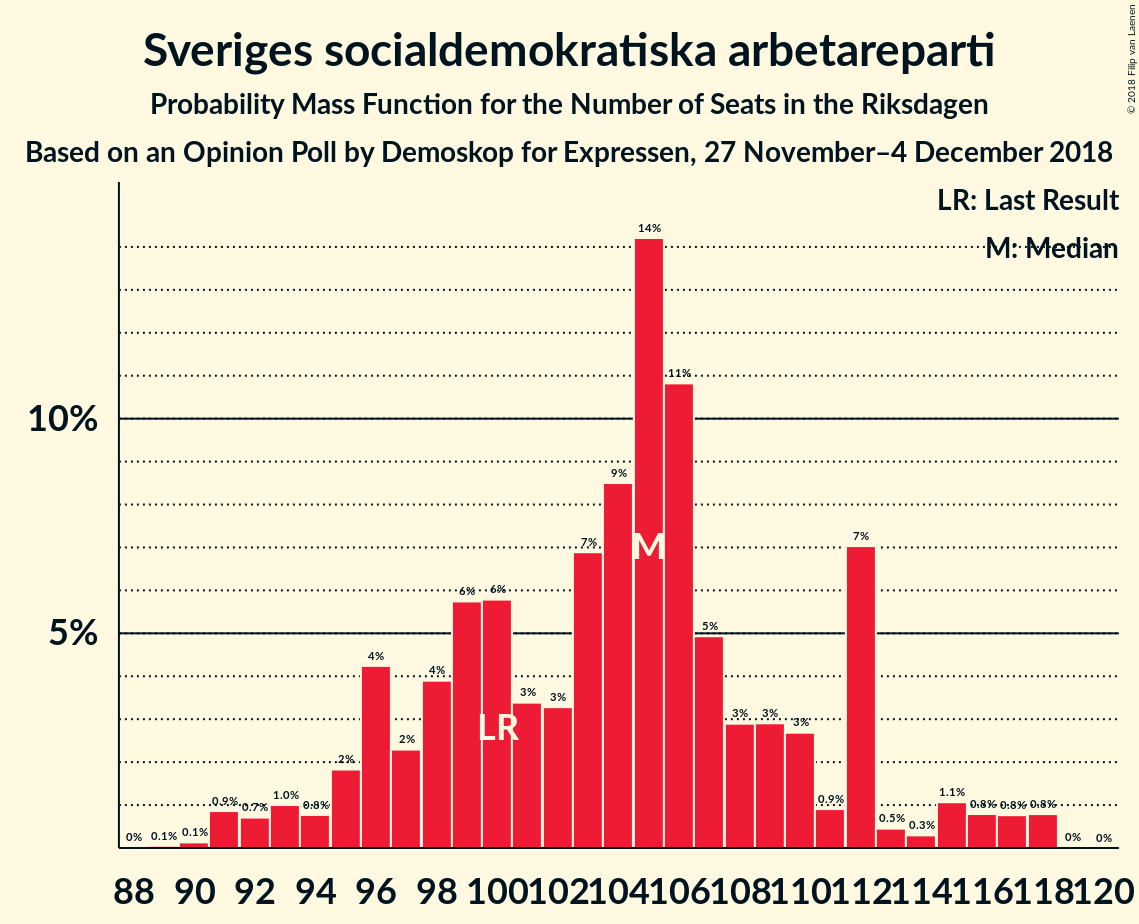 Sveriges socialdemokratiska arbetareparti
Probability Mass Function for the Number of Seats in the Riksdagen
Based on an Opinion Poll by Demoskop for Expressen, 27 November–4 December 2018
© 2018 Filip van Laenen
LR: Last Result
M: Median
10%
5%
0% 0.1% 0.1% 0.9% 0.7% 1.0% 0.8% 2% 4% 2% 4% 6% 6% 3% 3% 7% 9% 14% 11% 5% 3% 3% 3% 0.9% 7% 0.5% 0.3% 1.1% 0.8% 0.8% 0.8% 0% 0%
LR
M
88 90 92 94 96 98 100 102 104 106 108 110 112 114 116 118 120